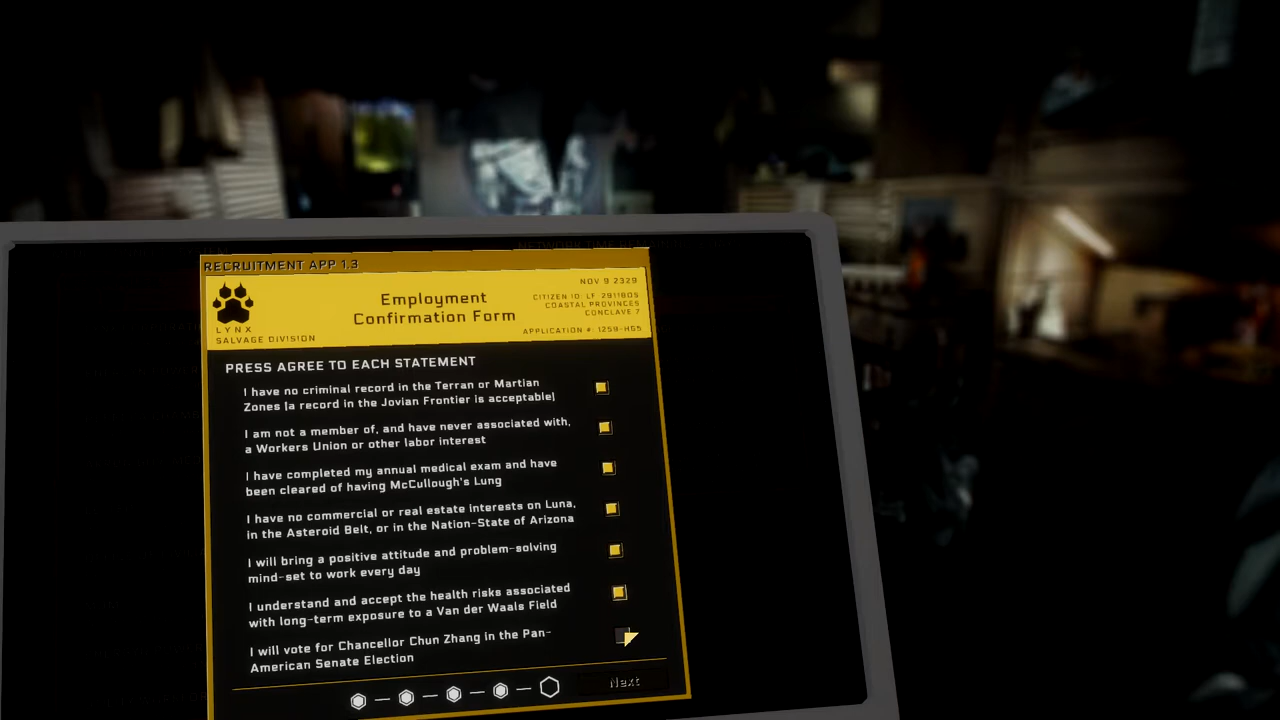 RECRUITMENT APP 1.3
LYNX
SALVAGE DIVISION
Employment
Confirmation Form
NOV 9 2329
CITIZEN ID: LF 2911805
COASTAL PROVINCES
CONCLAVE 7
APPLICATION #: 1259-H55
PRESS AGREE TO EACH STATEMENT
I have no criminal record in the Terran or Martian
Zones [a record in the Jovian Frontier is acceptable]
I am not a member of, and have never associated with,
a Workers Union or other labor interest
I have completed my annual medical exam and have
been cleared of having McCullough's Lung
I have no commercial or real estate interests on Luna,
in the Asteroid Belt, or in the Nation-State of Arizona
I will bring a positive attitude and problem-solving
mind-set to work every day
I understand and accept the health risks associated
with long-term exposure to a Van der Waals Field
I will vote for Chancellor Chun Zhang in the Pan-
American Senate Election
Next